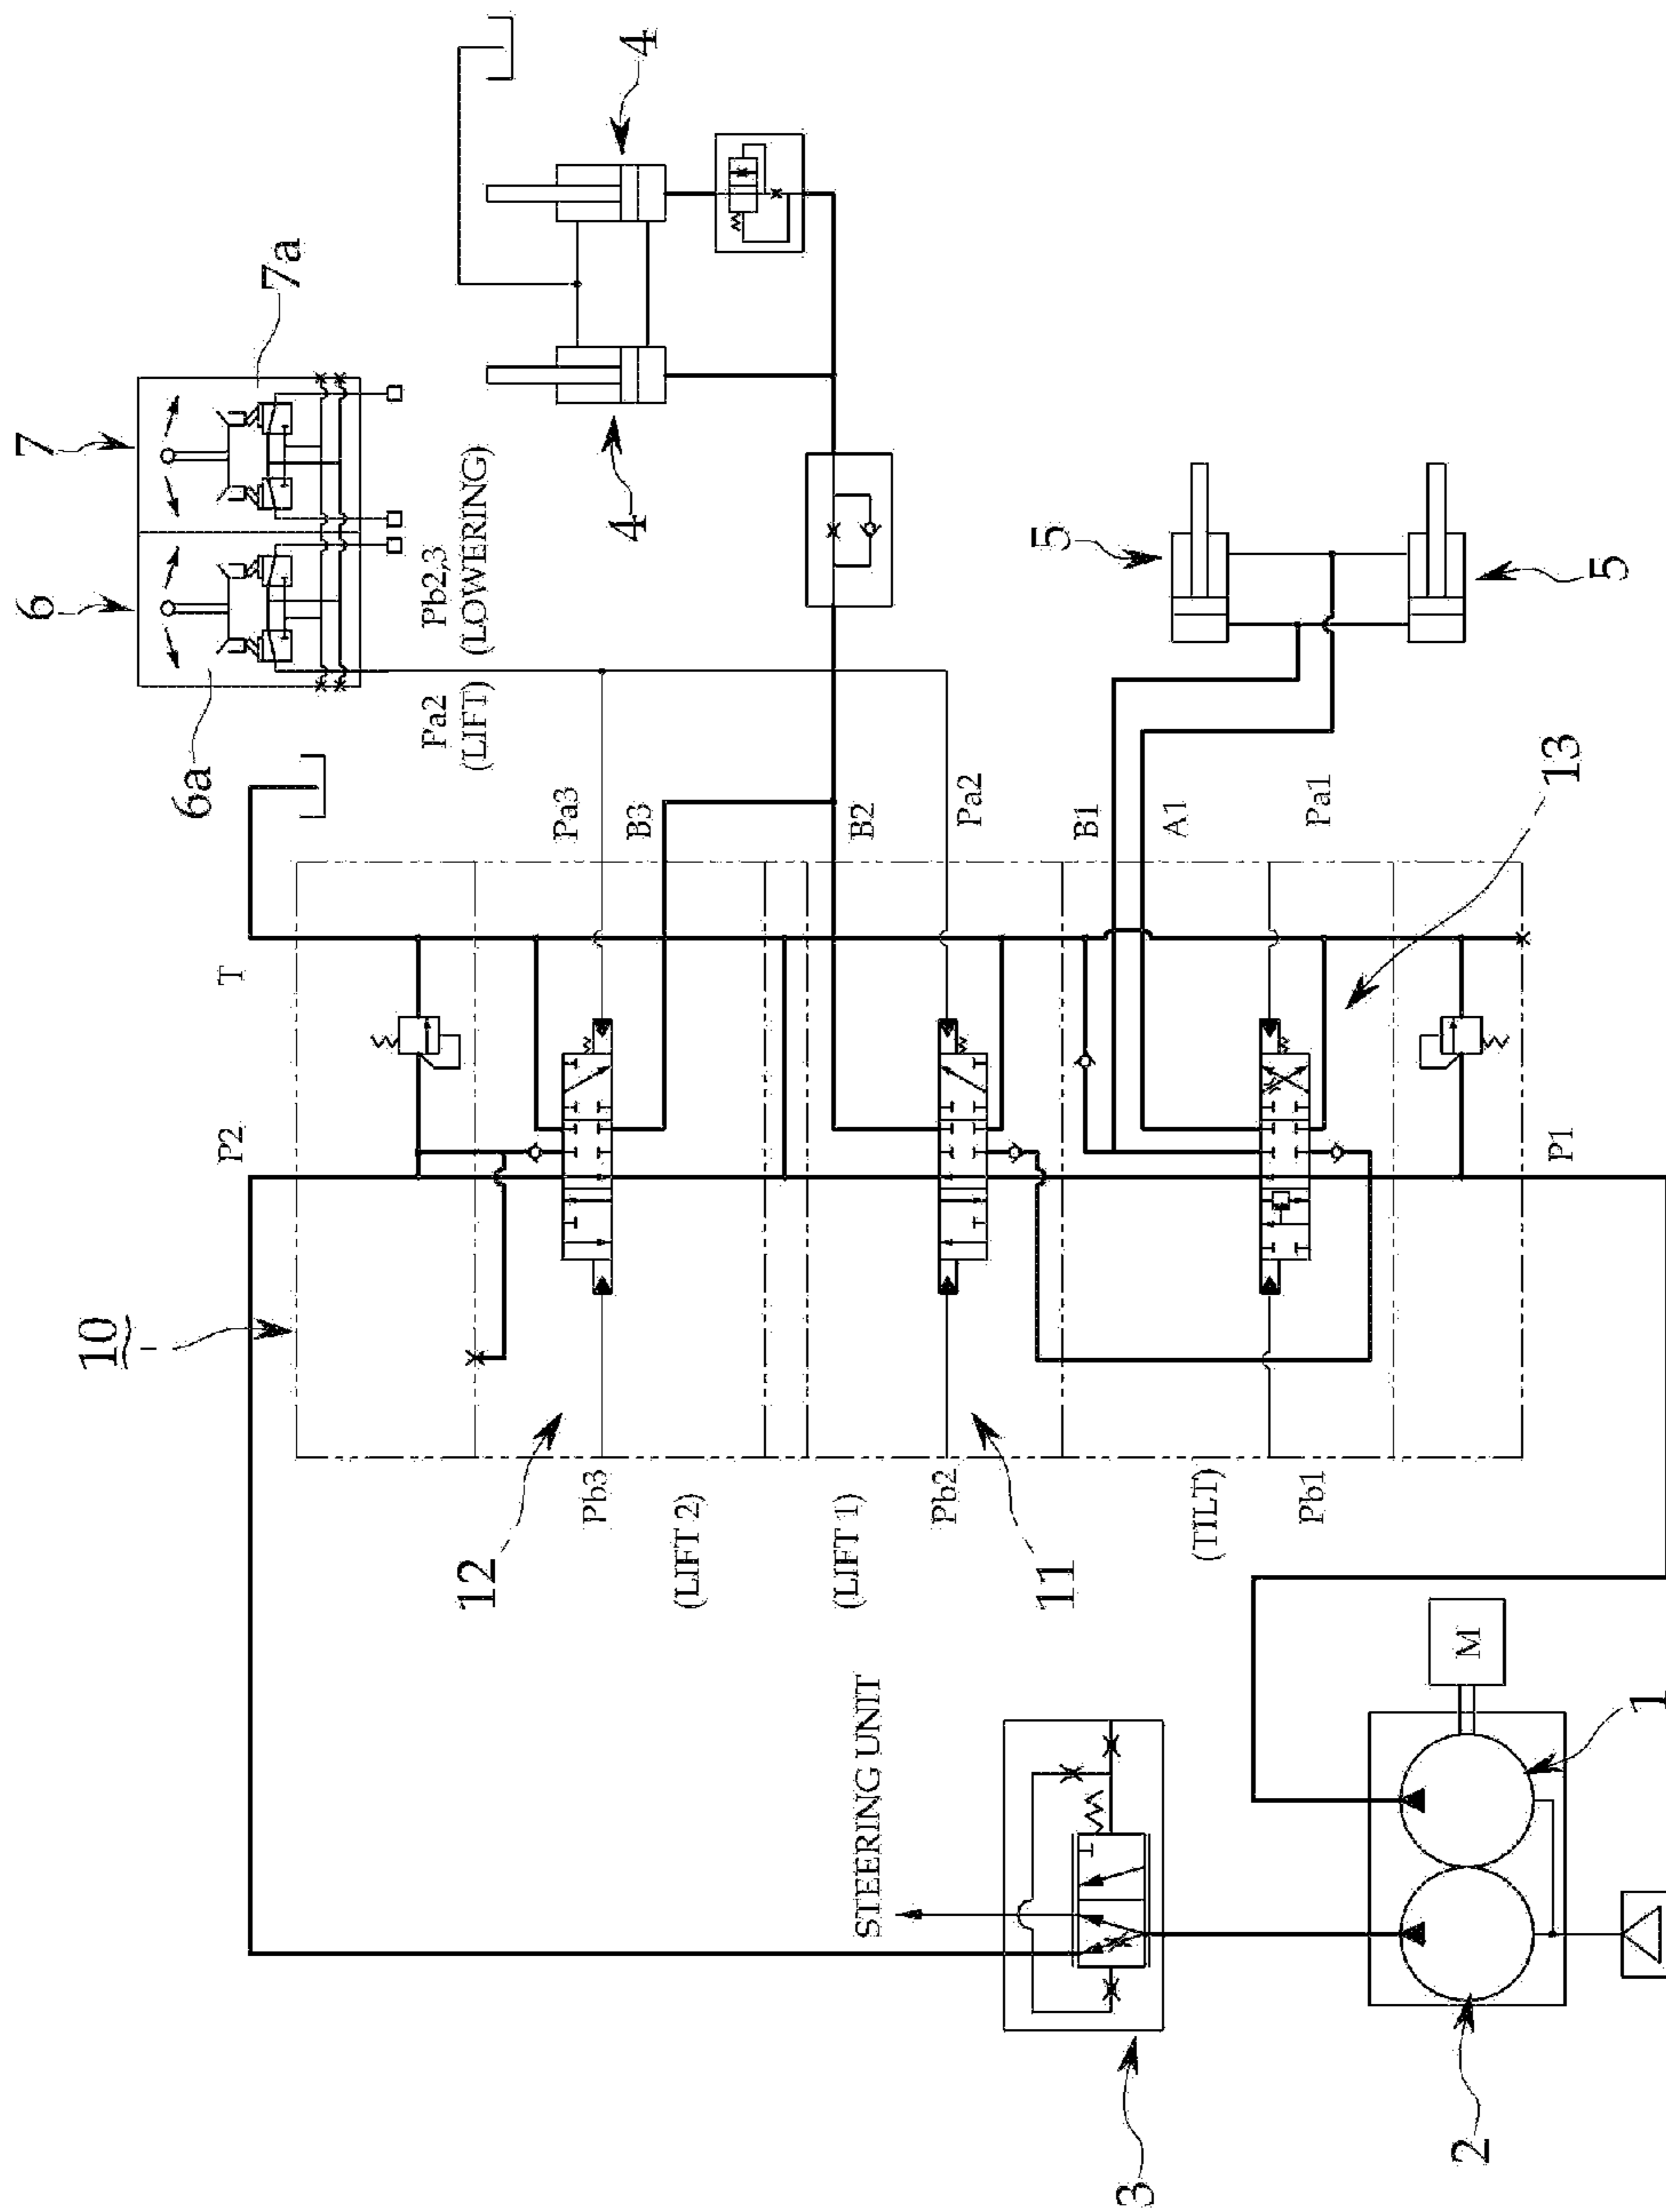 6
7
6a
7a
Pa2
(LIFT)
Pb2,3
(LOWERING)
4
4
4
5
5
10
T
P2
Pa3
B3
B2
Pa2
B1
A1
Pa1
13
P1
12
Pb3
(LIFT 2)
(LIFT 1)
Pb2
11
(TILT)
Pb1
STEERING UNIT
3
M
1
2